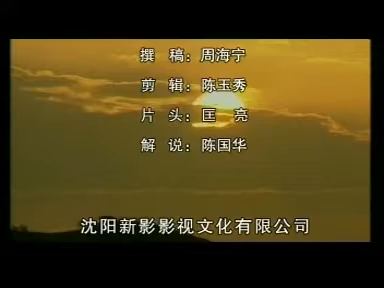 撰 稿：周海宁
剪 辑：陈玉秀
片 头：匡 亮
解 说：陈国华
沈阳新影影视文化有限公司